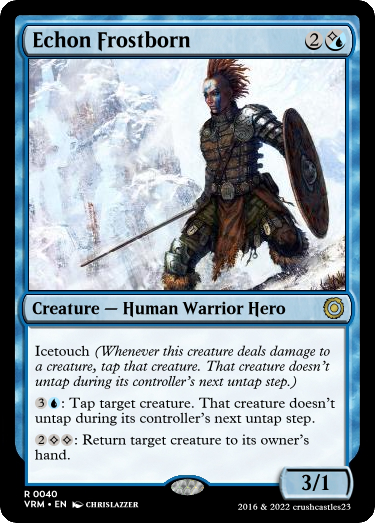 Echon Frostborn 2
Creature — Human Warrior Hero
Icetouch (Whenever this creature deals damage to
a creature, tap that creature. That creature doesn't
untap during its controller's next untap step.)
3: Tap target creature. That creature doesn't
untap during its controller's next untap step.
2: Return target creature to its owner's
hand.
3/1
R 0040
VRM • EN CHRISLAZZER
2016 & 2022 crushcastles23